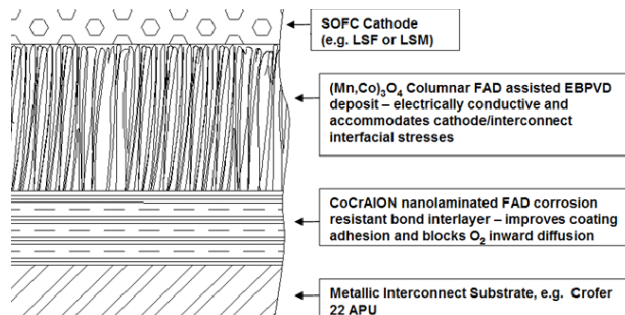 SOFC Cathode
(e.g. LSF or LSM)
(Mn,Co)₃O₄ Columnar FAD assisted EBPVD
deposit – electrically conductive and
accommodates cathode/interconnect
interfacial stresses
CoCrAlON nanolaminated FAD corrosion
resistant bond interlayer – improves coating
adhesion and blocks O₂ inward diffusion
Metallic Interconnect Substrate, e.g. Crofer
22 APU